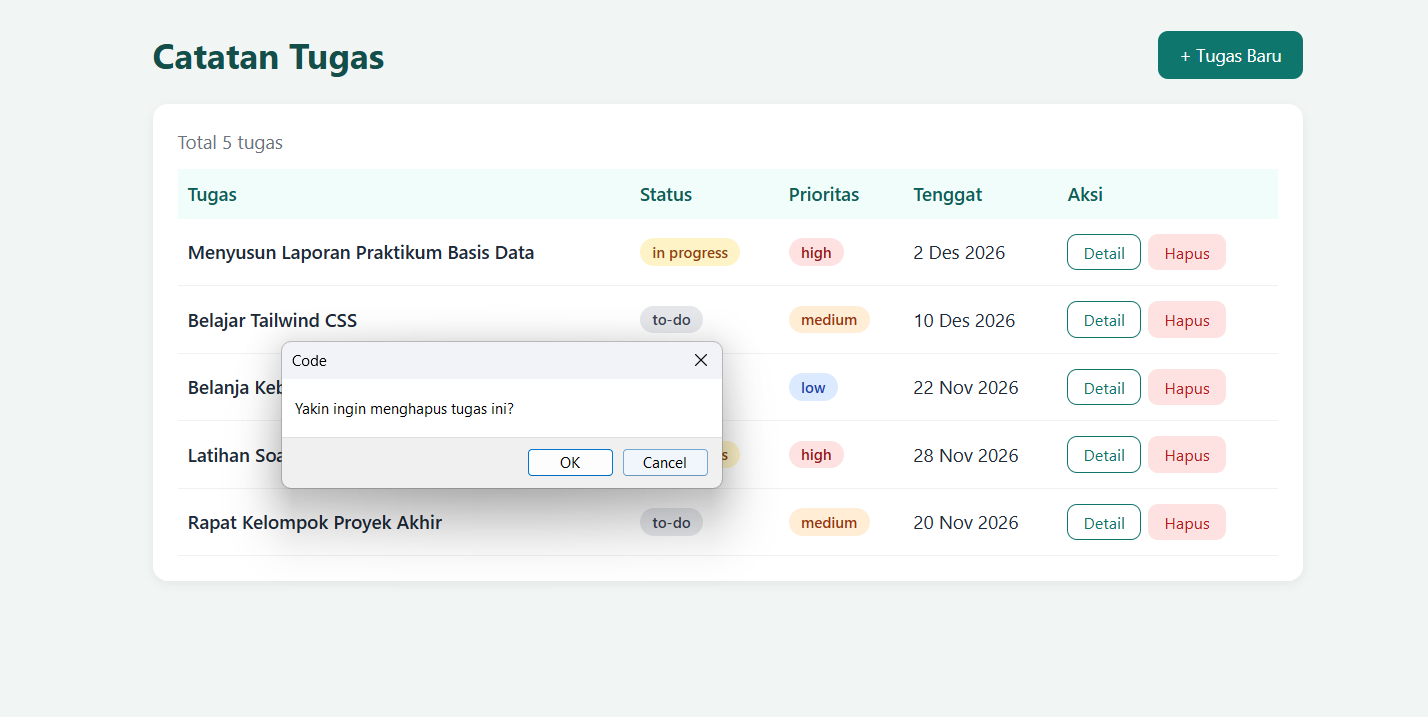 Catatan Tugas
+ Tugas Baru
Total 5 tugas
Tugas Status Prioritas Tenggat Aksi
Menyusun Laporan Praktikum Basis Data in progress high 2 Des 2026 Detail Hapus
Belajar Tailwind CSS to-do medium 10 Des 2026 Detail Hapus
Belanja low 22 Nov 2026 Detail Hapus
Latihan high 28 Nov 2026 Detail Hapus
Rapat Kelompok Proyek Akhir to-do medium 20 Nov 2026 Detail Hapus
Code
Yakin ingin menghapus tugas ini?
OK Cancel